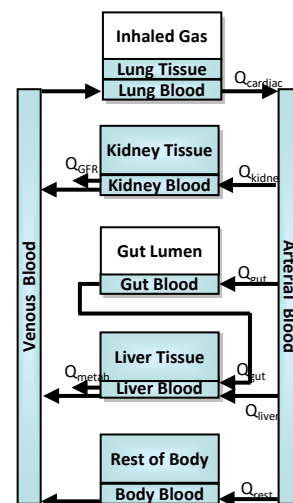 Inhaled Gas
Lung Tissue
Lung Blood
Qcardiac
Kidney Tissue
QGFR
Kidney Blood
Qkidne
Gut Lumen
Gut Blood
Qgut
Liver Tissue
Qmetab
Liver Blood
Qgut
Qliver
Rest of Body
Body Blood
Qrest
Venous Blood
Arterial Blood